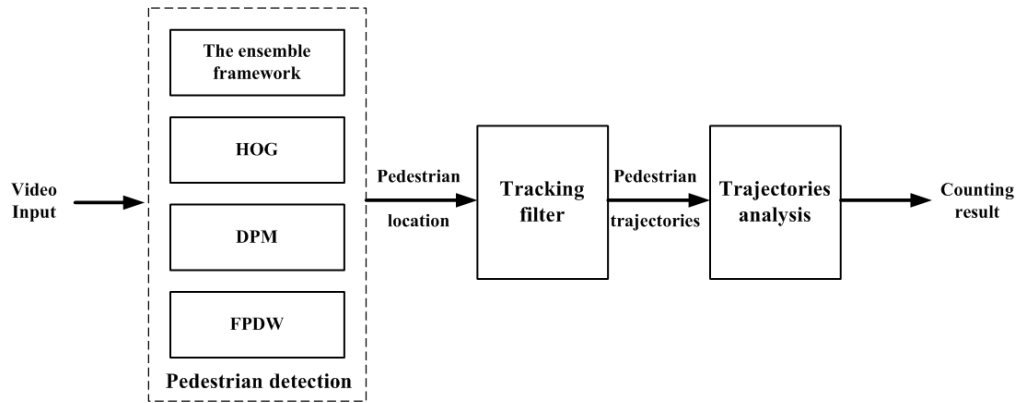 Video
Input
The ensemble
framework
HOG
DPM
FPDW
Pedestrian detection
Pedestrian
location
Tracking
filter
Pedestrian
trajectories
Trajectories
analysis
Counting
result